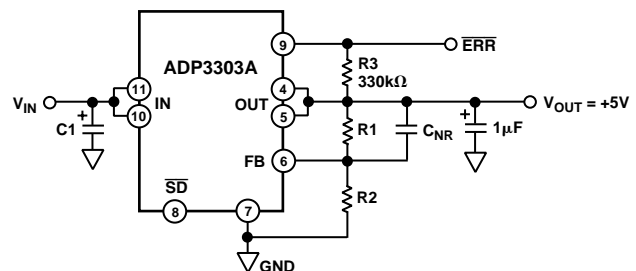 9
ERR
ADP3303A
R3
330kΩ
11
4
VIN
IN
OUT
VOUT = +5V
10
5
C1
R1
CNR
1µF
FB
6
SD
R2
8
7
GND
+
+